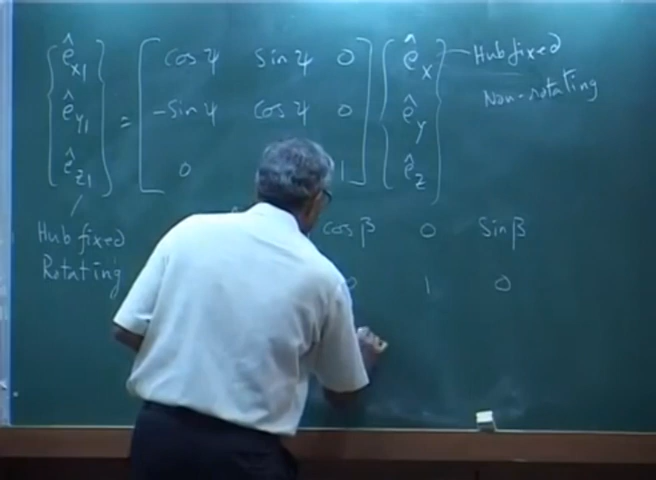 ê_x1 cos ψ Sin ψ 0 ê_x — Hub fixed
Non-rotating
ê_y1 = -Sin ψ cos ψ 0 ê_y
ê_z1 0 1 ê_z
Hub fixed cos β 0 Sin β
Rotating 0 1 0